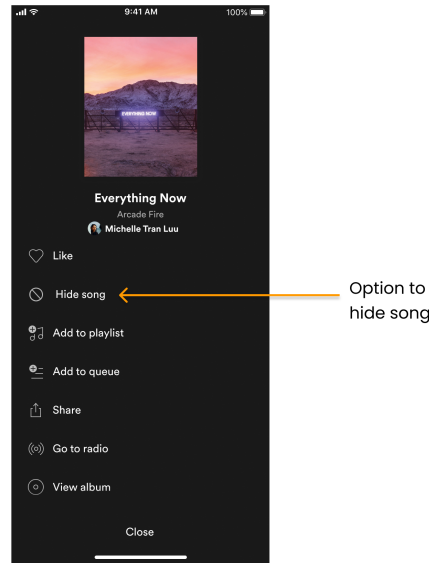 9:41 AM
100%
EVERYTHING NOW
Everything Now
Arcade Fire
Michelle Tran Luu
Like
Hide song
Add to playlist
Add to queue
Share
Go to radio
View album
Close
Option to
hide song